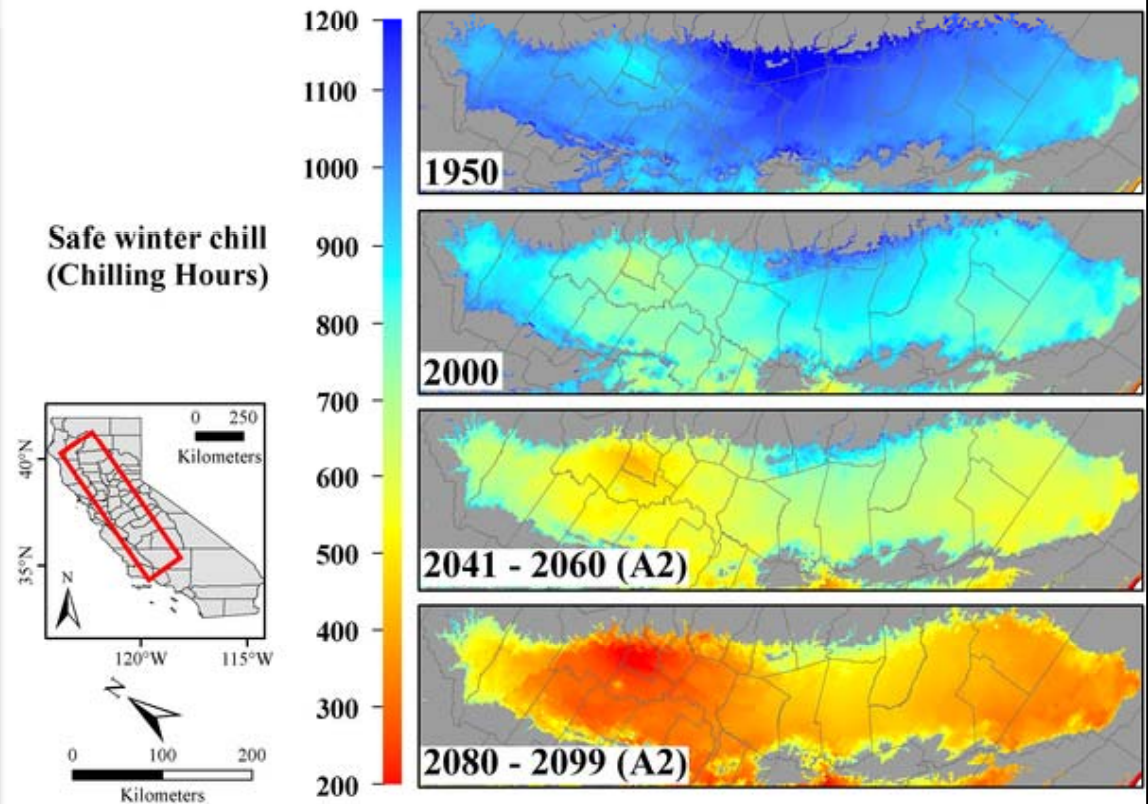 Safe winter chill
(Chilling Hours)
1200
1100
1000
900
800
700
600
500
400
300
200
1950
2000
2041 - 2060 (A2)
2080 - 2099 (A2)
0 250
Kilometers
40°N
35°N
N
120°W 115°W
N
0 100 200
Kilometers